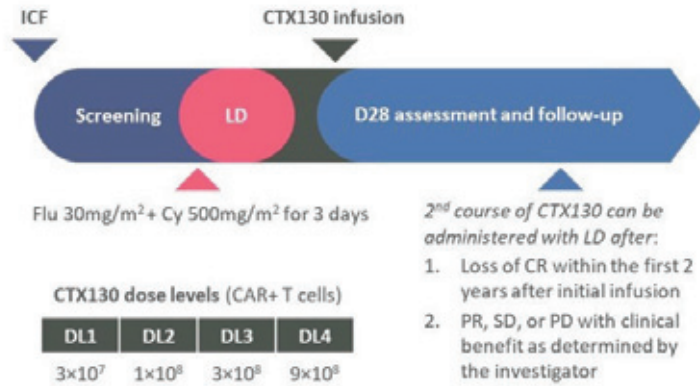 ICF
CTX130 infusion
Screening
LD
D28 assessment and follow-up
Flu 30mg/m² + Cy 500mg/m² for 3 days
2nd course of CTX130 can be
administered with LD after:
1. Loss of CR within the first 2
years after initial infusion
2. PR, SD, or PD with clinical
benefit as determined by
the investigator
CTX130 dose levels (CAR+ T cells)
DL1 DL2 DL3 DL4
3×10⁷ 1×10⁸ 3×10⁸ 9×10⁸